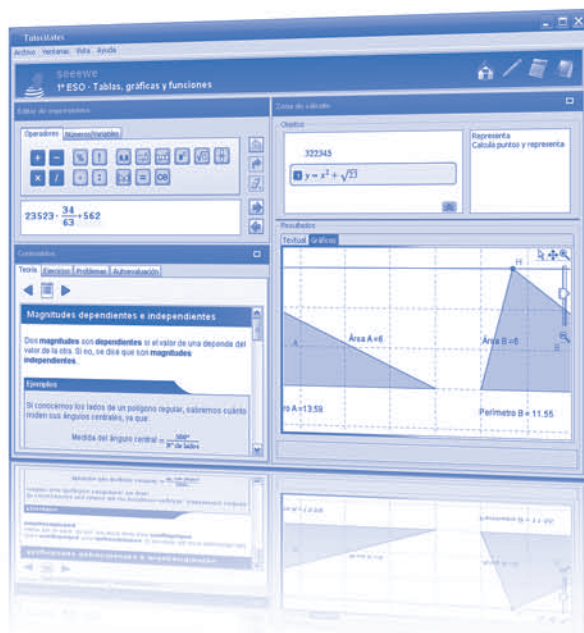 TutorMates
Archivo Ventanas Vista Ayuda
soeewe
1º ESO - Tablas, gráficas y funciones
Editor de expresiones
Operadores Números/Variables
23523 · 34/63 + 562
Contenidos
Teoría Ejercicios Problemas Autoevaluación
Magnitudes dependientes e independientes
Dos magnitudes son dependientes si el valor de una depende del
valor de la otra. Si no, se dice que son magnitudes
independientes.
Ejemplos
Si conocemos los lados de un polígono regular, sabremos cuánto
miden sus ángulos centrales, ya que:
Medida del ángulo central = 360°/Nº de lados
Zona de cálculo
Objetos
322345
y = x² + √23
Representa
Calcula puntos y representa
Resultados
Textual Gráficos
H
A
Área A=6
Área B =6
B
ro A=13.59
Perímetro B = 11.55